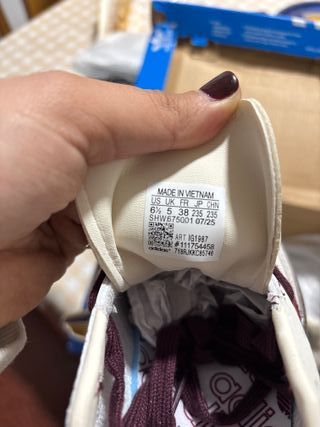 MADE IN VIETNAM
US UK FR JP CHN
6½ 5 38 235 235
SHW675001 07/25
ART IG1987
#111754458
adidas